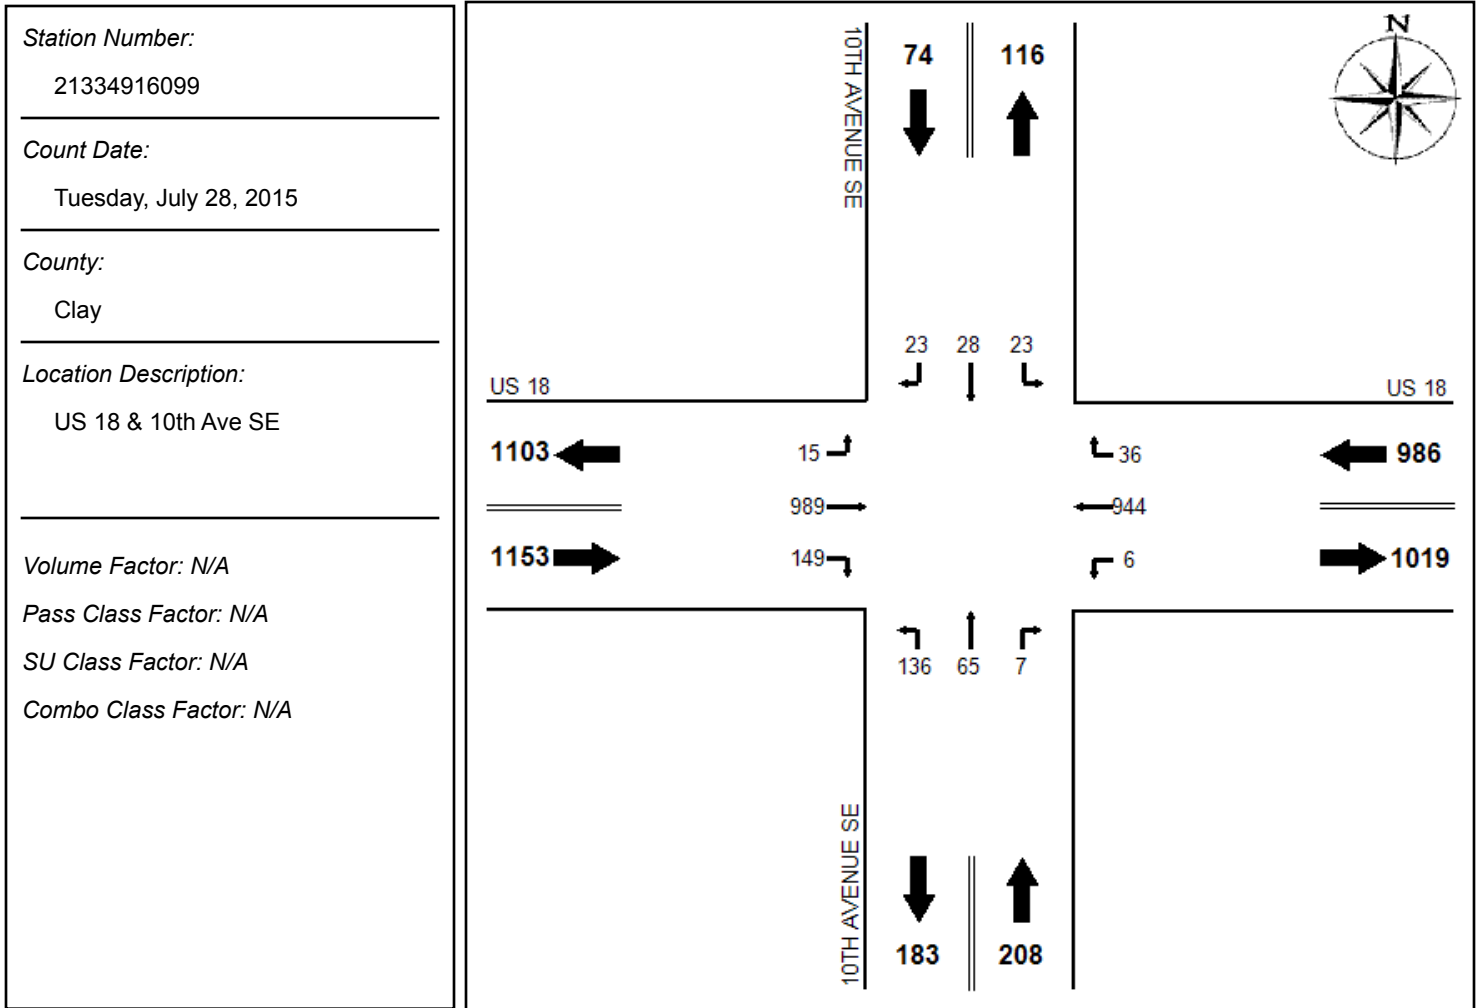 Station Number:
21334916099
Count Date:
Tuesday, July 28, 2015
County:
Clay
Location Description:
US 18 & 10th Ave SE
Volume Factor: N/A
Pass Class Factor: N/A
SU Class Factor: N/A
Combo Class Factor: N/A
N
10TH AVENUE SE
74 116
23 28 23
US 18 US 18
1103 15 36 986
989 944
1153 149 6 1019
136 65 7
10TH AVENUE SE
183 208